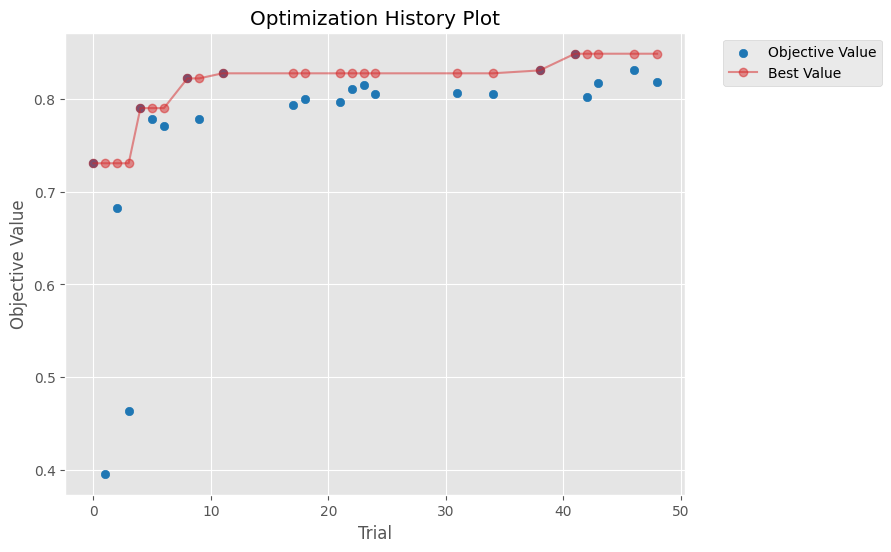 Optimization History Plot
Objective Value
Best Value
Objective Value
0.8
0.7
0.6
0.5
0.4
0 10 20 30 40 50
Trial